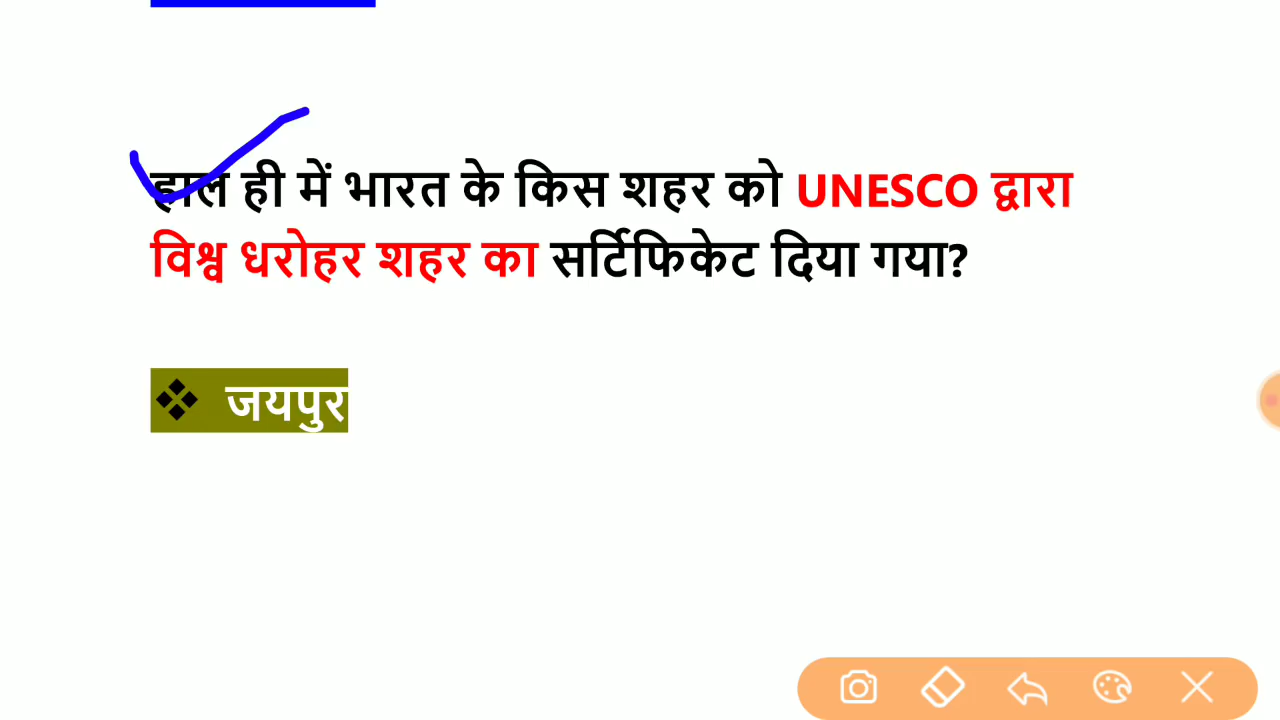 हाल ही में भारत के किस शहर को UNESCO द्वारा
विश्व धरोहर शहर का सर्टिफिकेट दिया गया?
❖ जयपुर